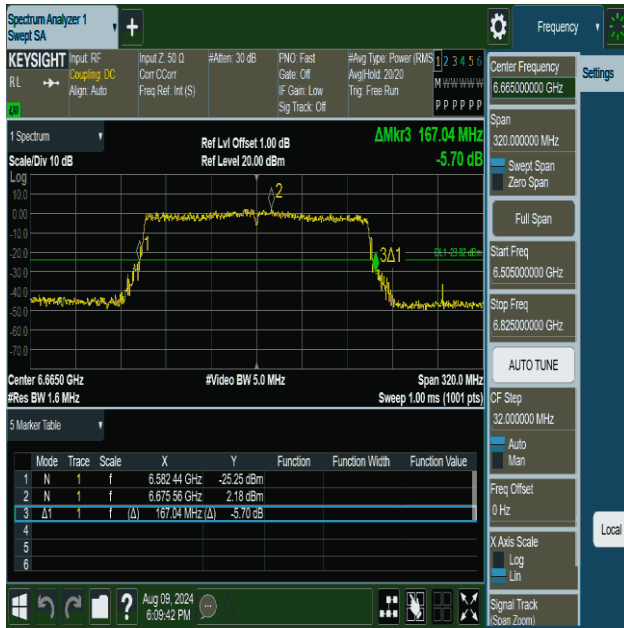 Spectrum Analyzer 1
Swept SA
+
Frequency
KEYSIGHT
RL
Input: RF
Coupling: DC
Align: Auto
Input Z: 50 Ω
Corr CCorr
Freq Ref: Int (S)
#Atten: 30 dB
PNO: Fast
Gate: Off
IF Gain: Low
Sig Track: Off
#Avg Type: Power (RMS
Avg|Hold: 20/20
Trig: Free Run
1 2 3 4 5 6
M W W W W W
P P P P P P
1 Spectrum
Scale/Div 10 dB
Ref Lvl Offset 1.00 dB
Ref Level 20.00 dBm
ΔMkr3 167.04 MHz
-5.70 dB
Log
10.0
0.00
-10.0
-20.0
-30.0
-40.0
-50.0
-60.0
-70.0
1
2
3Δ1
DL1 -23.82 dBm
Center 6.6650 GHz
#Res BW 1.6 MHz
#Video BW 5.0 MHz
Span 320.0 MHz
Sweep 1.00 ms (1001 pts)
5 Marker Table
Mode Trace Scale X Y Function Function Width Function Value
1 N 1 f 6.582 44 GHz -25.25 dBm
2 N 1 f 6.675 56 GHz 2.18 dBm
3 Δ1 1 f (Δ) 167.04 MHz (Δ) -5.70 dB
4
5
6
Center Frequency
6.665000000 GHz
Settings
Span
320.000000 MHz
Swept Span
Zero Span
Full Span
Start Freq
6.505000000 GHz
Stop Freq
6.825000000 GHz
AUTO TUNE
CF Step
32.000000 MHz
Auto
Man
Freq Offset
0 Hz
X Axis Scale
Log
Lin
Local
Signal Track
(Span Zoom)
?
Aug 09, 2024
6:09:42 PM